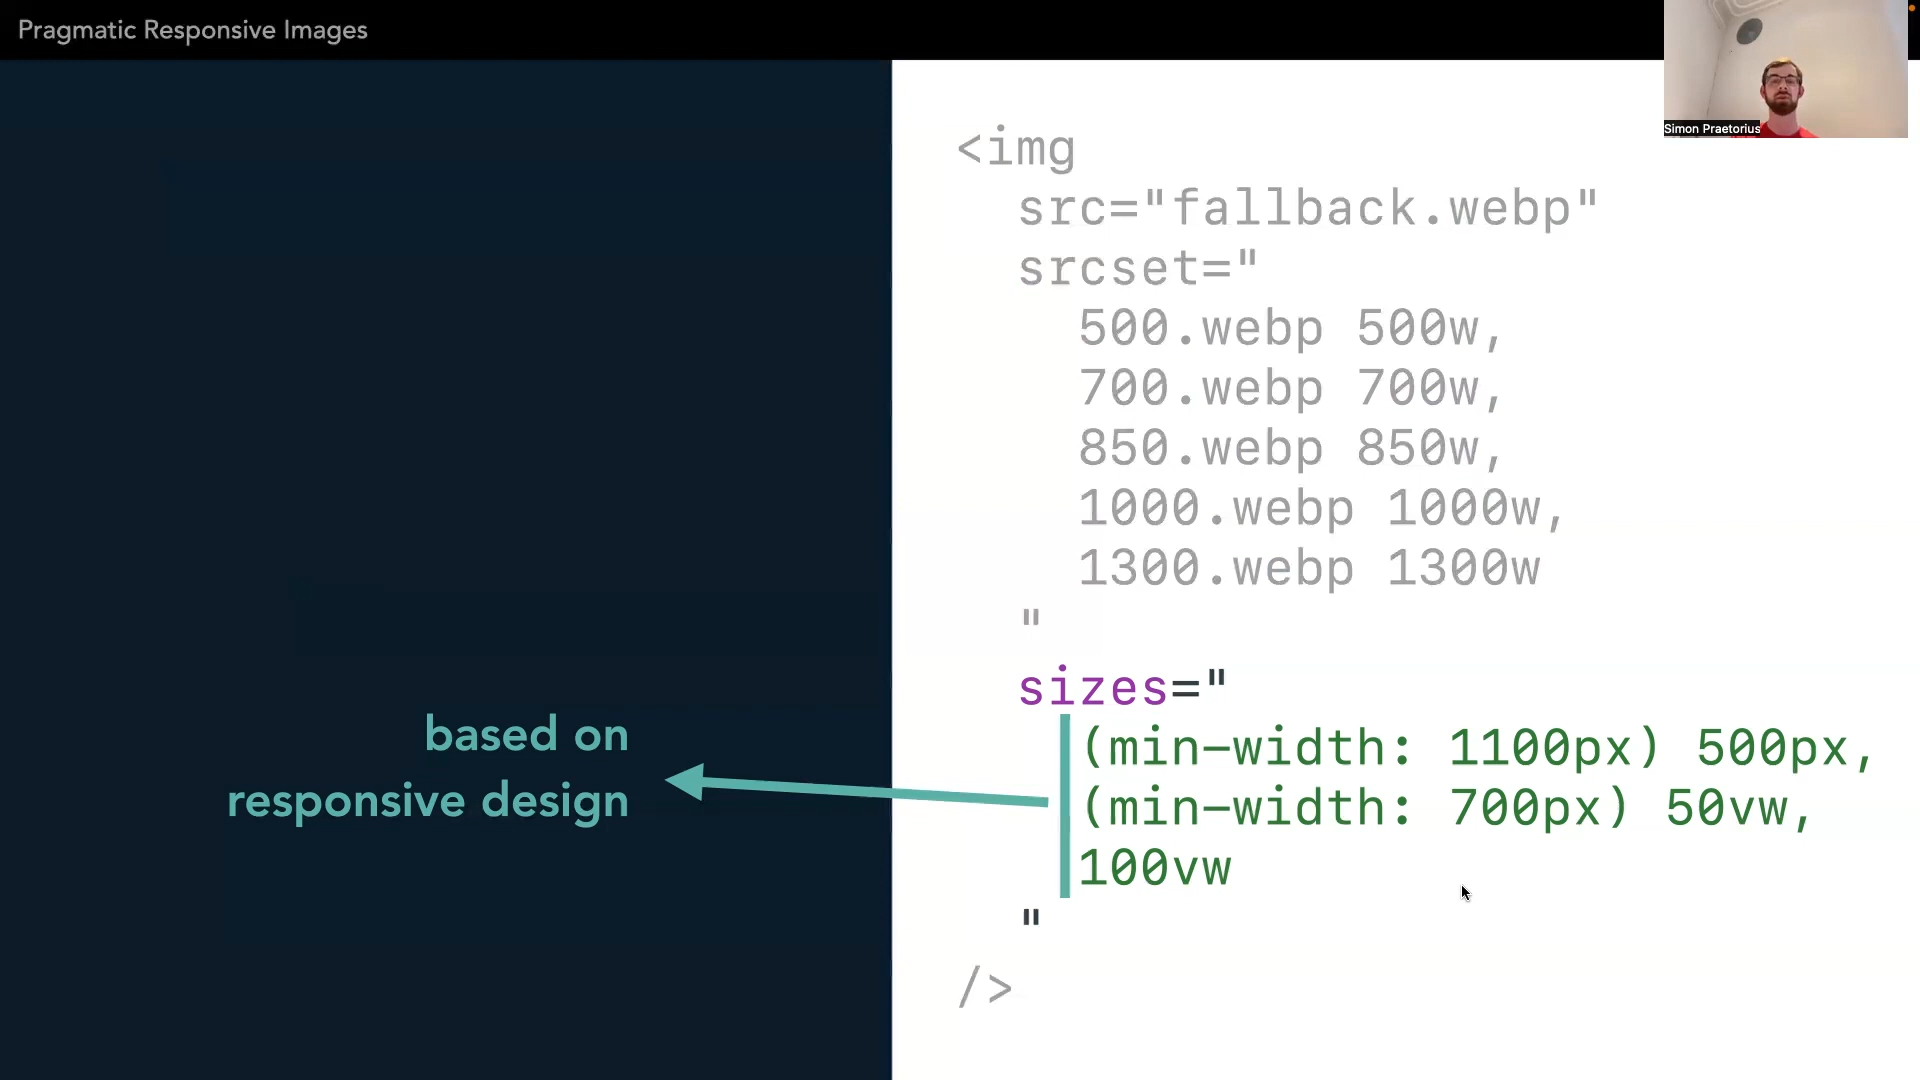 Pragmatic Responsive Images
Simon Praetorius
<img
src="fallback.webp"
srcset="
500.webp 500w,
700.webp 700w,
850.webp 850w,
1000.webp 1000w,
1300.webp 1300w
"
sizes="
(min-width: 1100px) 500px,
(min-width: 700px) 50vw,
100vw
"
/>
based on
responsive design